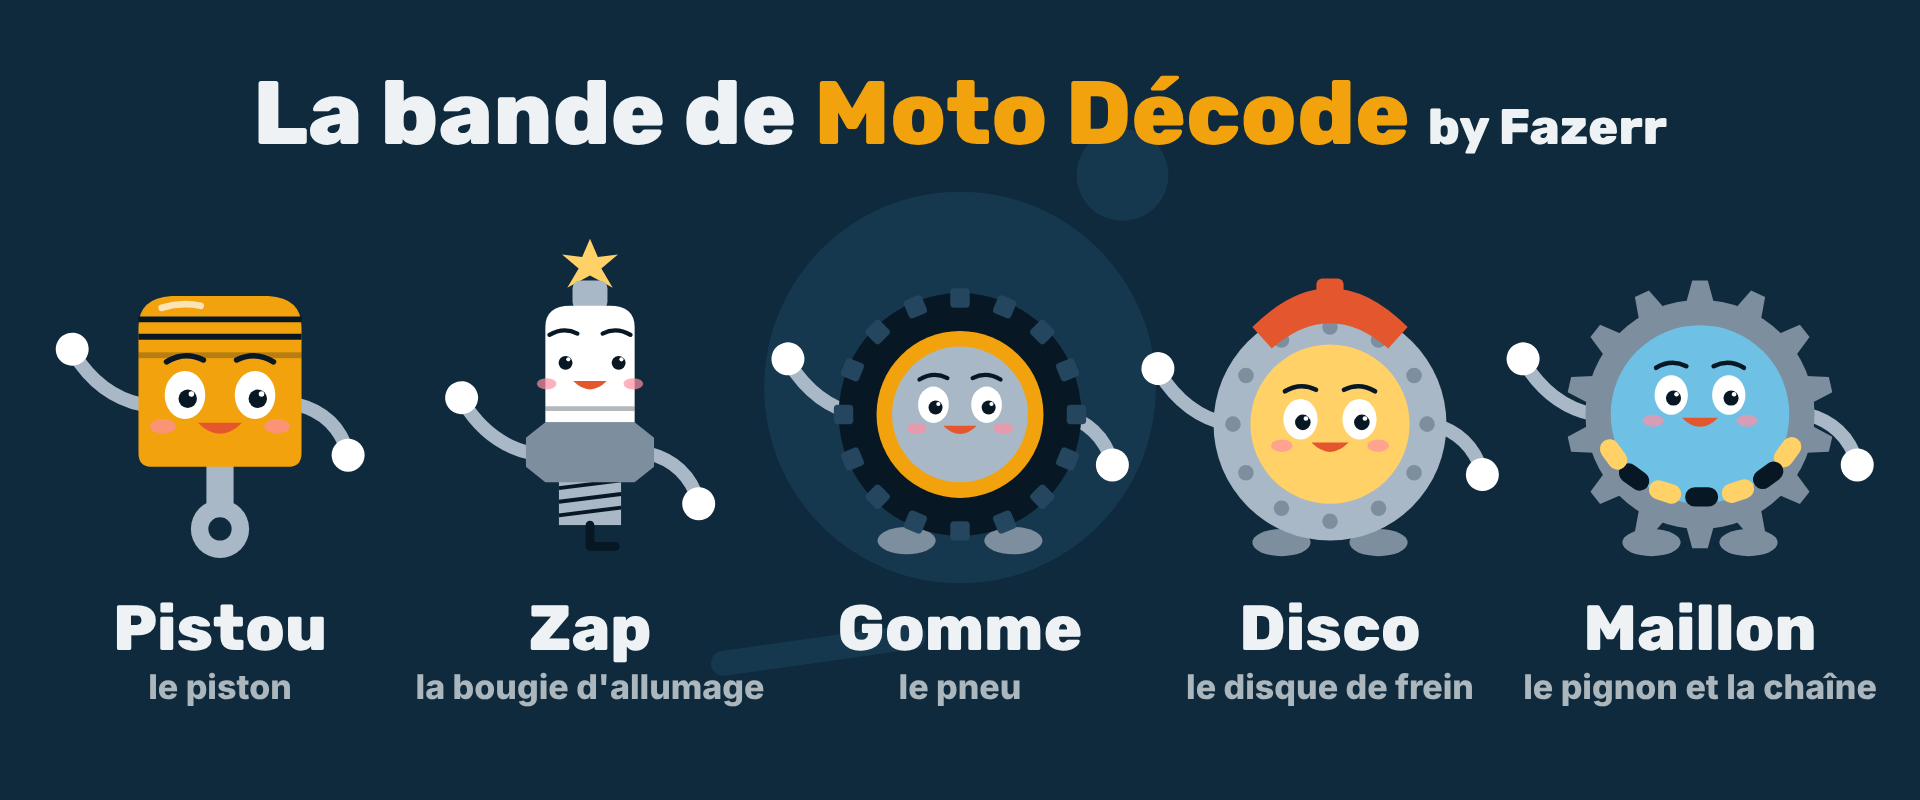 La bande de Moto Décode by Fazerr
Pistou
le piston
Zap
la bougie d'allumage
Gomme
le pneu
Disco
le disque de frein
Maillon
le pignon et la chaîne